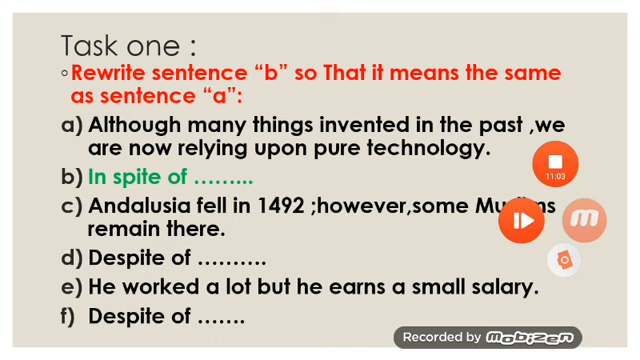 Task one :
Rewrite sentence “b” so That it means the same
as sentence “a”:
a) Although many things invented in the past ,we
are now relying upon pure technology.
b) In spite of ……...
11:03
c) Andalusia fell in 1492 ;however,some Muslims
remain there.
d) Despite of ……….
e) He worked a lot but he earns a small salary.
f) Despite of …….
Recorded by mobizen